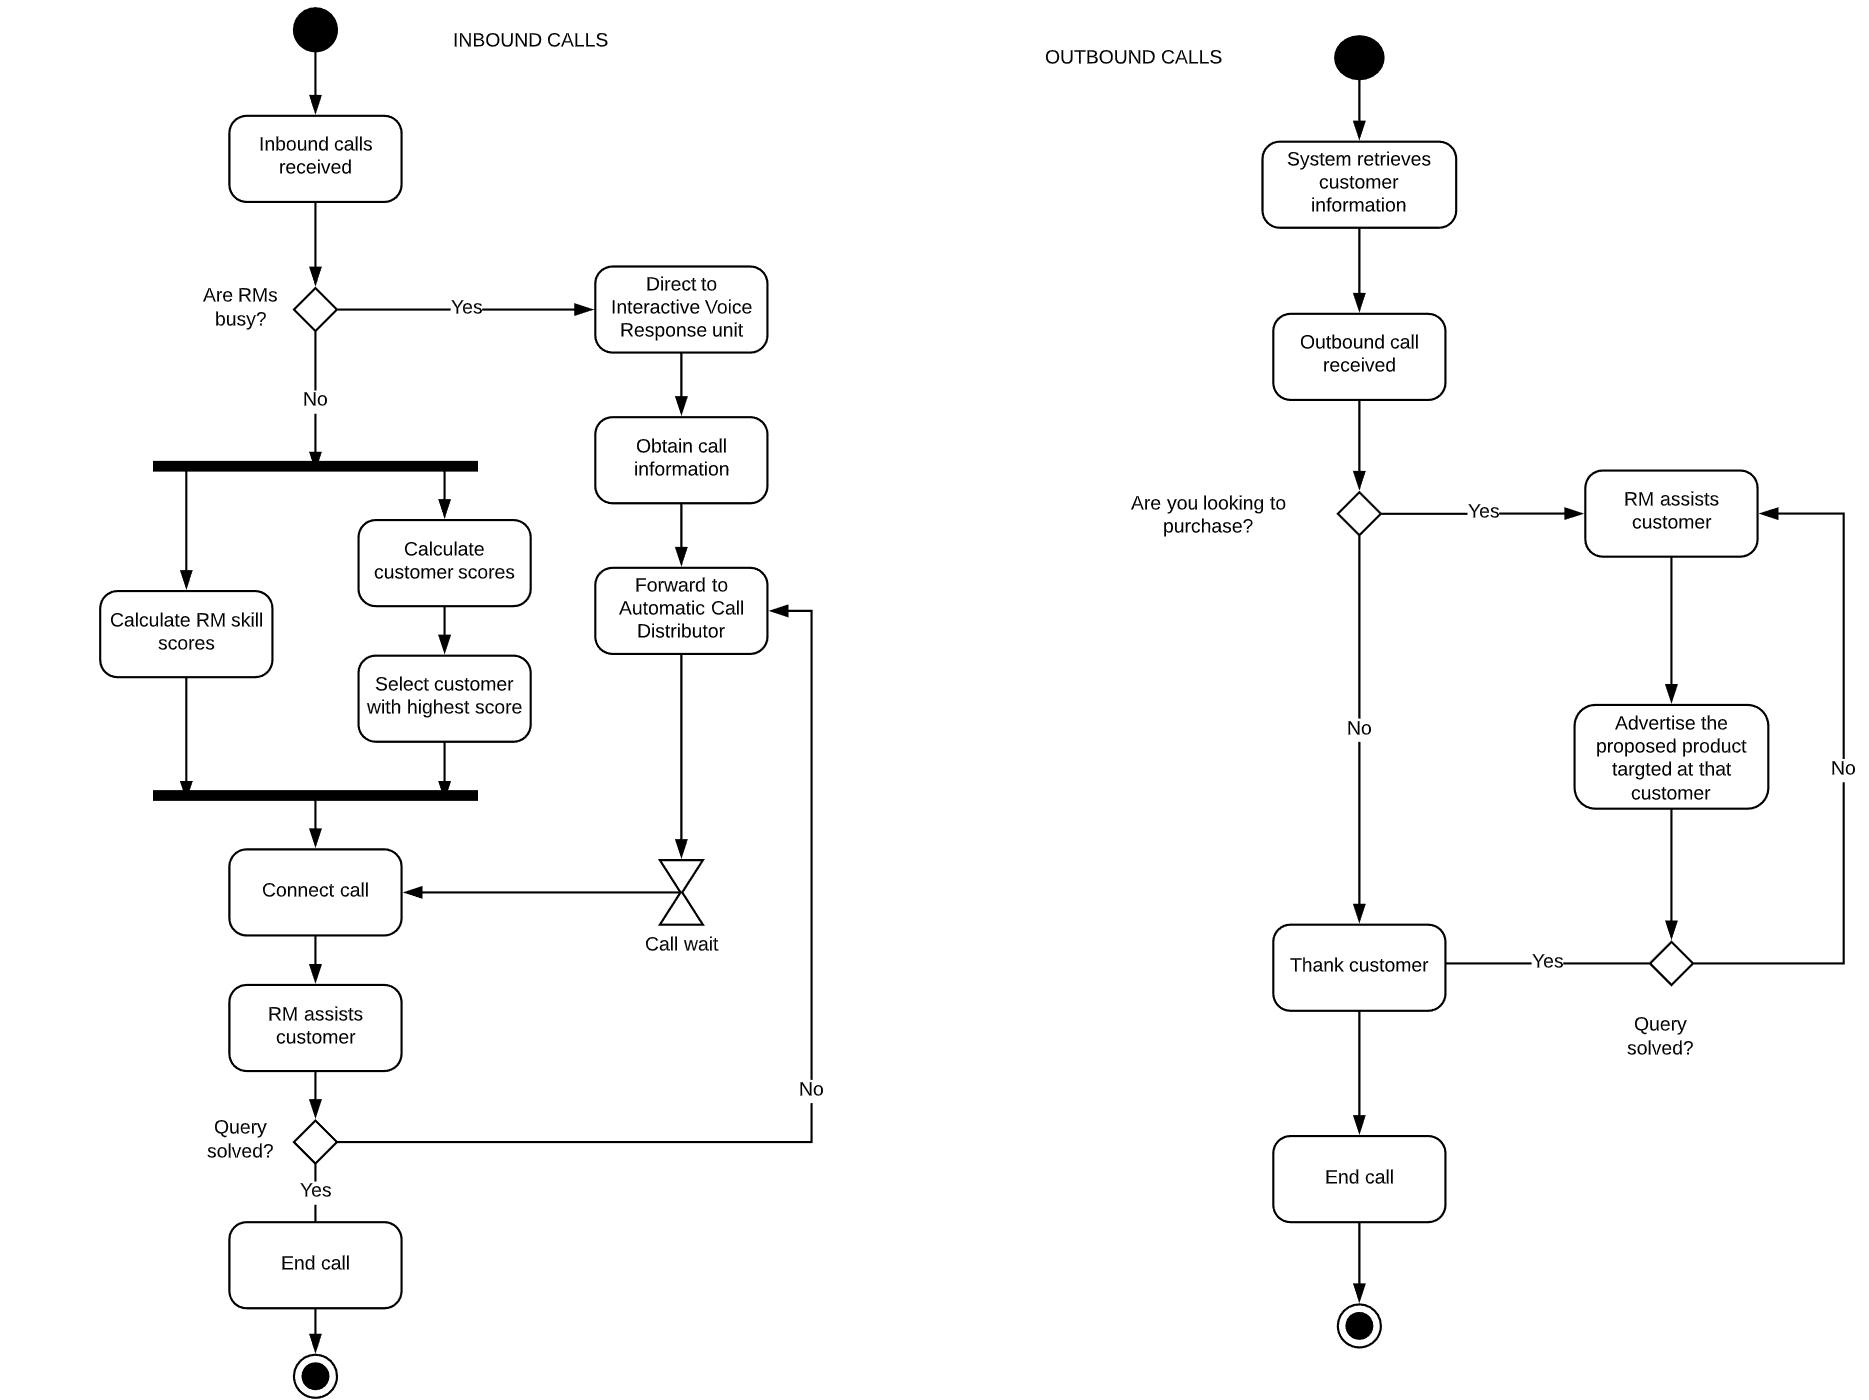 INBOUND CALLS
Inbound calls
received
Are RMs
busy?
Yes
Direct to
Interactive Voice
Response unit
No
Obtain call
information
Calculate
customer scores
Forward to
Automatic Call
Distributor
Calculate RM skill
scores
Select customer
with highest score
Connect call
Call wait
RM assists
customer
No
Query
solved?
Yes
End call
OUTBOUND CALLS
System retrieves
customer
information
Outbound call
received
Are you looking to
purchase?
Yes
RM assists
customer
No
Advertise the
proposed product
targted at that
customer
No
Thank customer
Yes
Query
solved?
End call